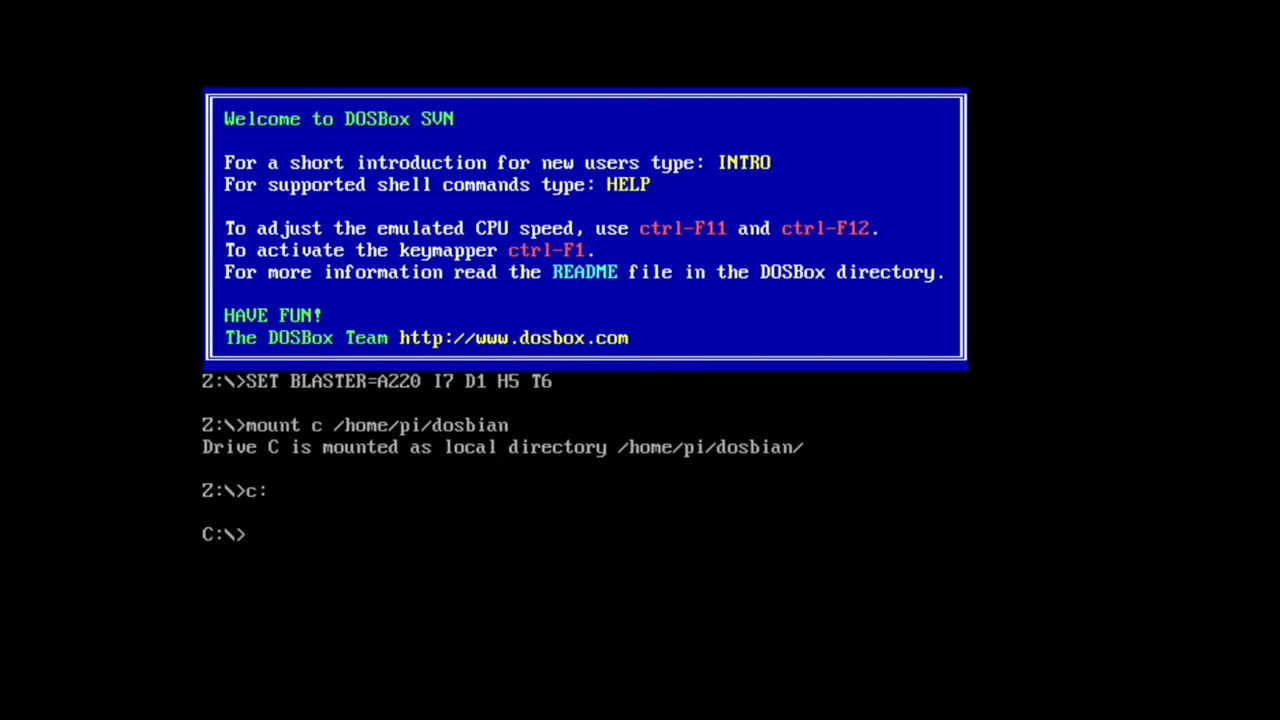 Welcome to DOSBox SVN
For a short introduction for new users type: INTRO
For supported shell commands type: HELP
To adjust the emulated CPU speed, use ctrl-F11 and ctrl-F12.
To activate the keymapper ctrl-F1.
For more information read the README file in the DOSBox directory.
HAVE FUN!
The DOSBox Team http://www.dosbox.com
Z:\>SET BLASTER=A220 I7 D1 H5 T6
Z:\>mount c /home/pi/dosbian
Drive C is mounted as local directory /home/pi/dosbian/
Z:\>c:
C:\>